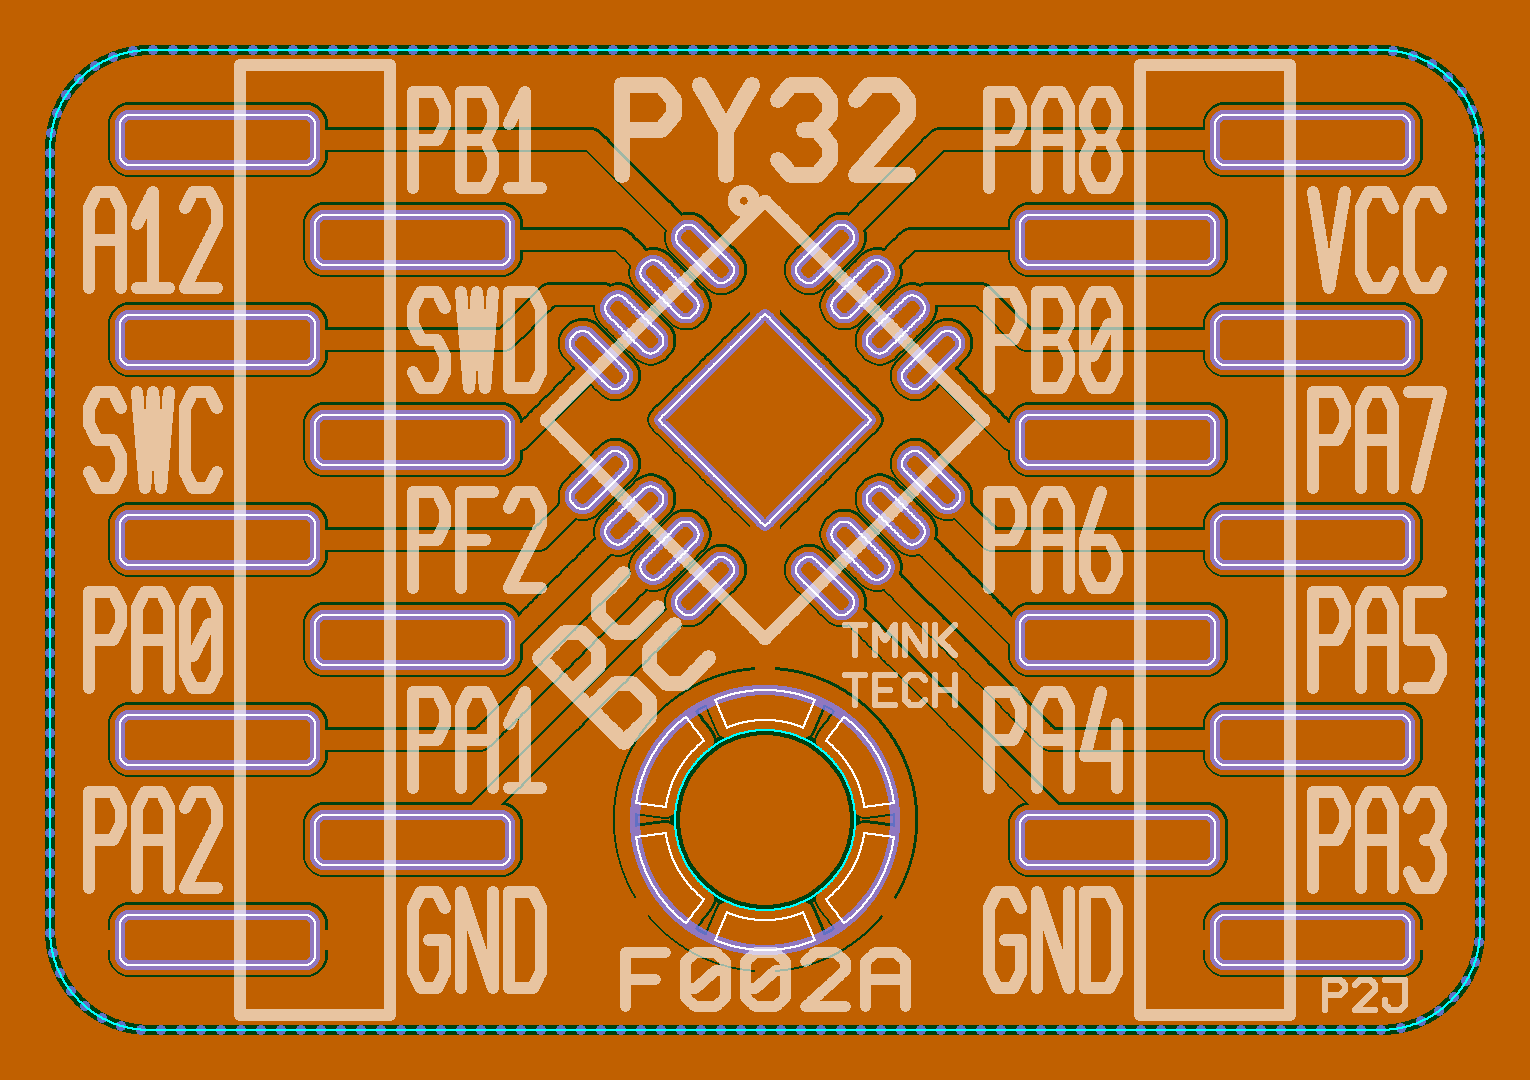 PY32
PB1
PA8
A12
VCC
SWD
PB0
SWC
PA7
PF2
PA6
BC
BC
TMNK
TECH
PA0
PA5
PA1
PA4
PA2
PA3
GND
GND
F002A
P2J